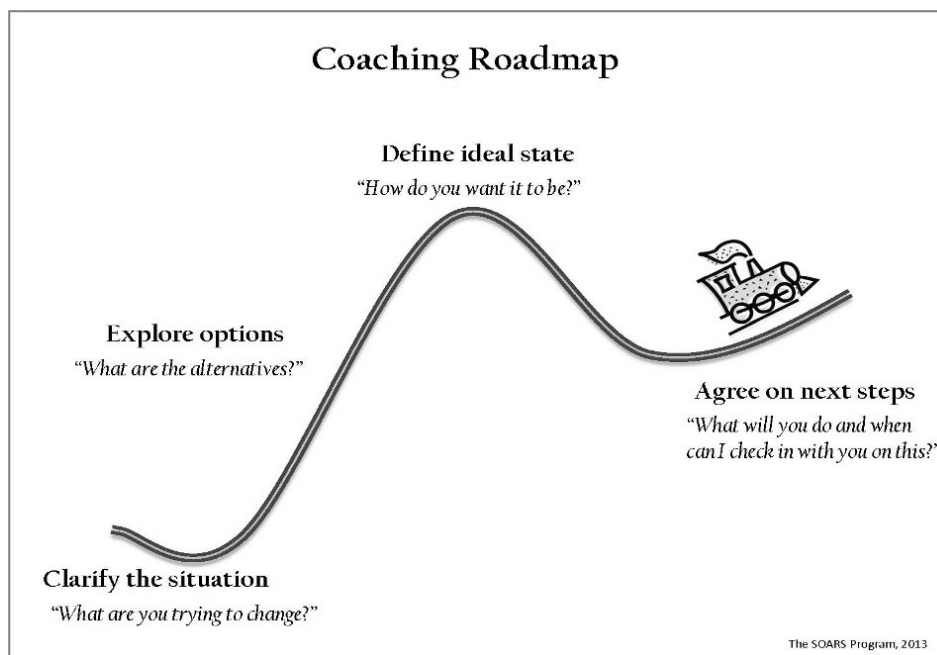 Coaching Roadmap
Define ideal state
“How do you want it to be?”
Explore options
“What are the alternatives?”
Agree on next steps
“What will you do and when
can I check in with you on this?”
Clarify the situation
“What are you trying to change?”
The SOARS Program, 2013